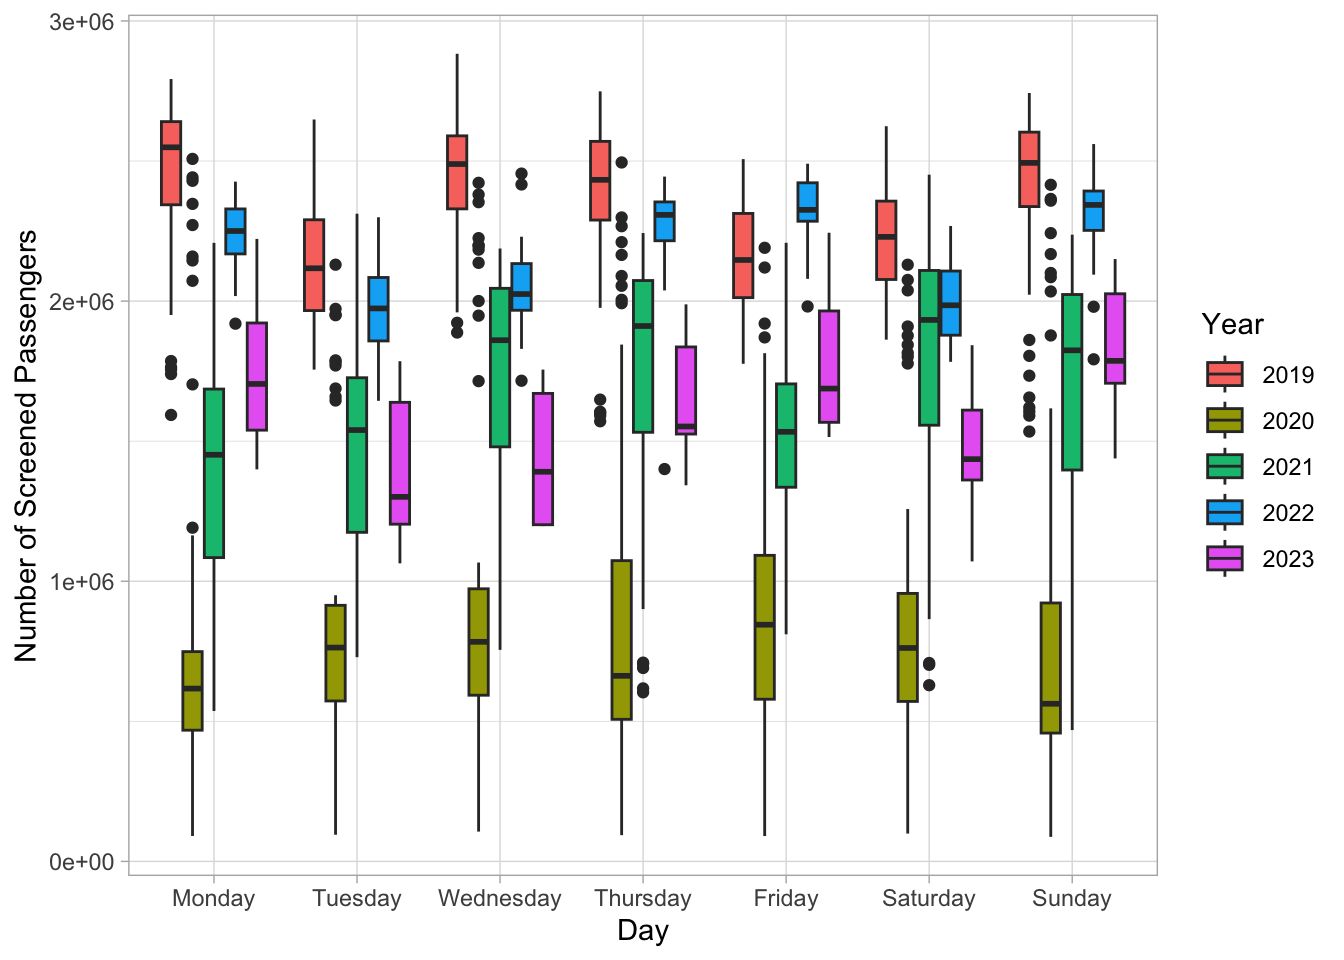 Number of Screened Passengers
3e+06
2e+06
1e+06
0e+00
Monday
Tuesday
Wednesday
Thursday
Friday
Saturday
Sunday
Day
Year
2019
2020
2021
2022
2023